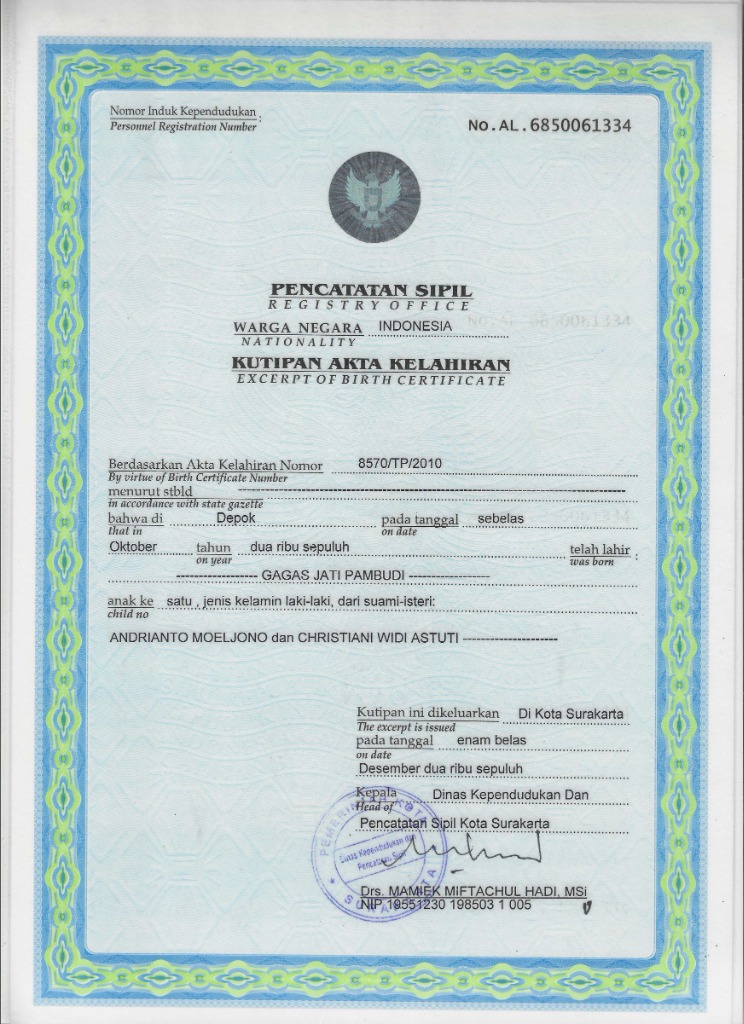 Nomor Induk Kependudukan :
Personnel Registration Number
No.AL.6850061334
PENCATATAN SIPIL
REGISTRY OFFICE
WARGA NEGARA INDONESIA
NATIONALITY
No.AL 6850061334
KUTIPAN AKTA KELAHIRAN
EXCERPT OF BIRTH CERTIFICATE
Berdasarkan Akta Kelahiran Nomor 8570/TP/2010
By virtue of Birth Certificate Number
menurut stbld
in accordance with state gazette
bahwa di Depok pada tanggal sebelas
that in on date
Oktober tahun dua ribu sepuluh telah lahir :
on year was born
------------------ GAGAS JATI PAMBUDI ------------------
anak ke satu , jenis kelamin laki-laki, dari suami-isteri:
child no
ANDRIANTO MOELJONO dan CHRISTIANI WIDI ASTUTI ---------------------
Kutipan ini dikeluarkan Di Kota Surakarta
The excerpt is issued
pada tanggal enam belas
on date
Desember dua ribu sepuluh
Kepala Dinas Kependudukan Dan
Head of
Pencatatan Sipil Kota Surakarta
PEMERINTAH KOTA
Dinas Kependudukan dan
Pencatatan Sipil
SURAKARTA
Drs. MAMIEK MIFTACHUL HADI, MSi
NIP 19551230 198503 1 005